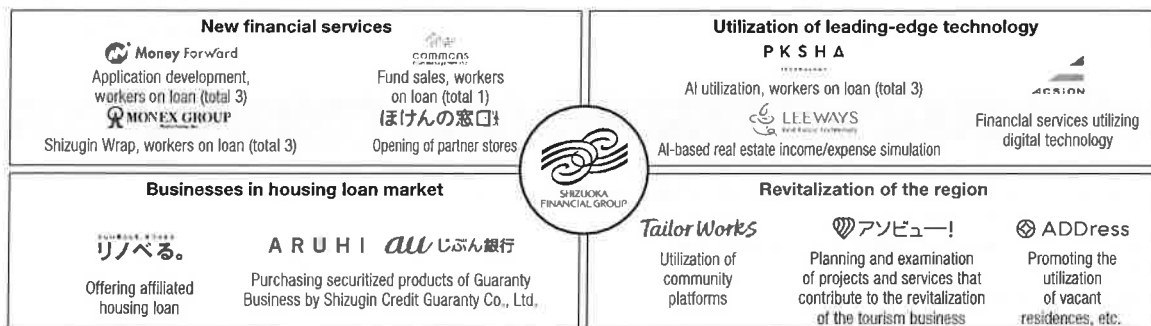 New financial services
Money Forward
Application development,
workers on loan (total 3)
MONEX GROUP
Shizugin Wrap, workers on loan (total 3)
commons
Fund sales, workers
on loan (total 1)
ほけんの窓口
Opening of partner stores
Utilization of leading-edge technology
PKSHA
AI utilization, workers on loan (total 3)
LEEWAYS
AI-based real estate income/expense simulation
ACSiON
Financial services utilizing
digital technology
SHIZUOKA
FINANCIAL GROUP
Businesses in housing loan market
リノベる。
Offering affiliated
housing loan
ARUHI au じぶん銀行
Purchasing securitized products of Guaranty
Business by Shizugin Credit Guaranty Co., Ltd.
Revitalization of the region
Tailor Works
Utilization of
community
platforms
アソビュー!
Planning and examination
of projects and services that
contribute to the revitalization
of the tourism business
ADDress
Promoting the
utilization
of vacant
residences, etc.